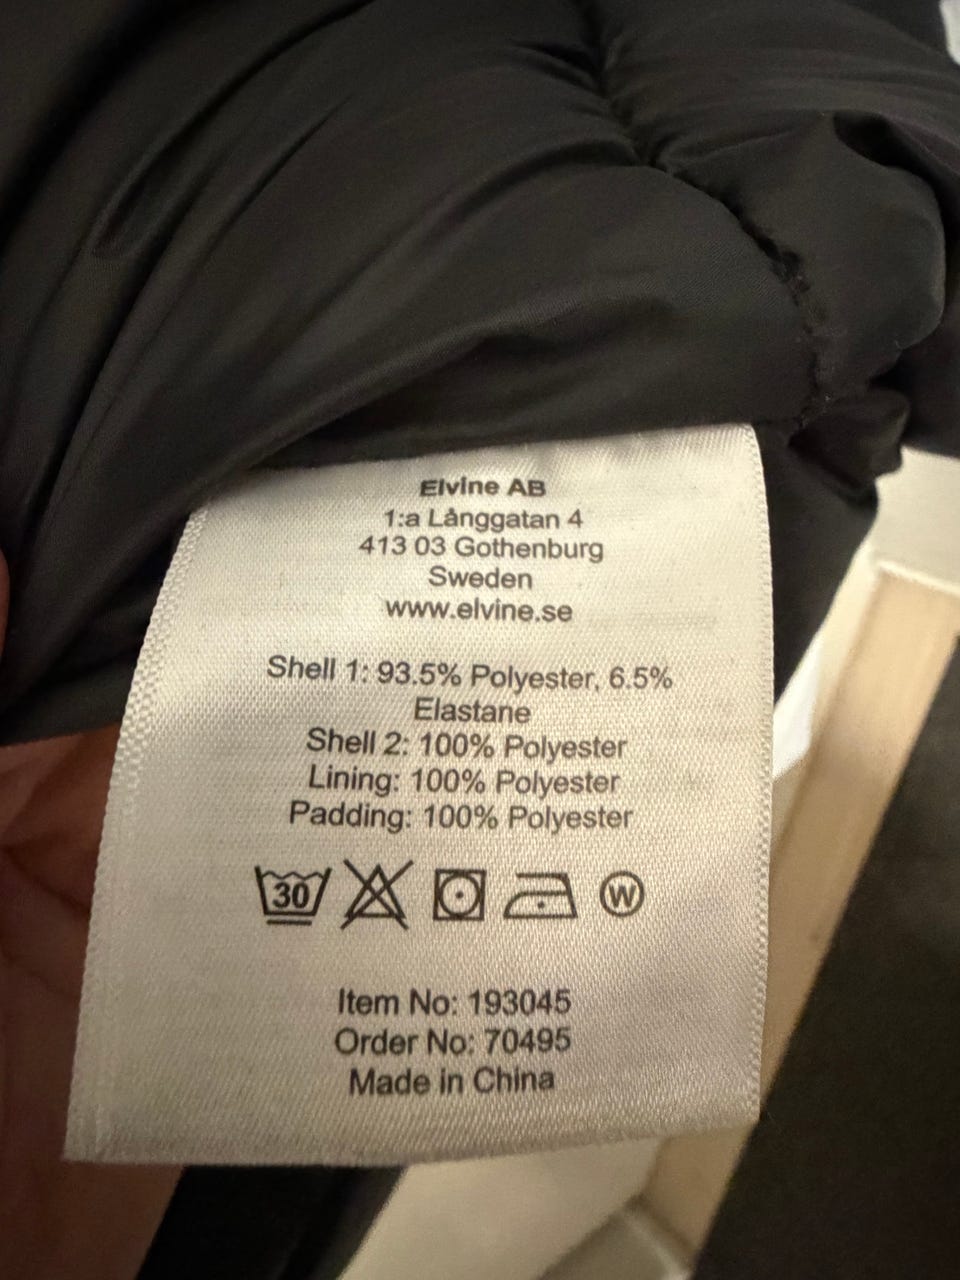 Elvine AB
1:a Långgatan 4
413 03 Gothenburg
Sweden
www.elvine.se
Shell 1: 93.5% Polyester, 6.5%
Elastane
Shell 2: 100% Polyester
Lining: 100% Polyester
Padding: 100% Polyester
30 W
Item No: 193045
Order No: 70495
Made in China